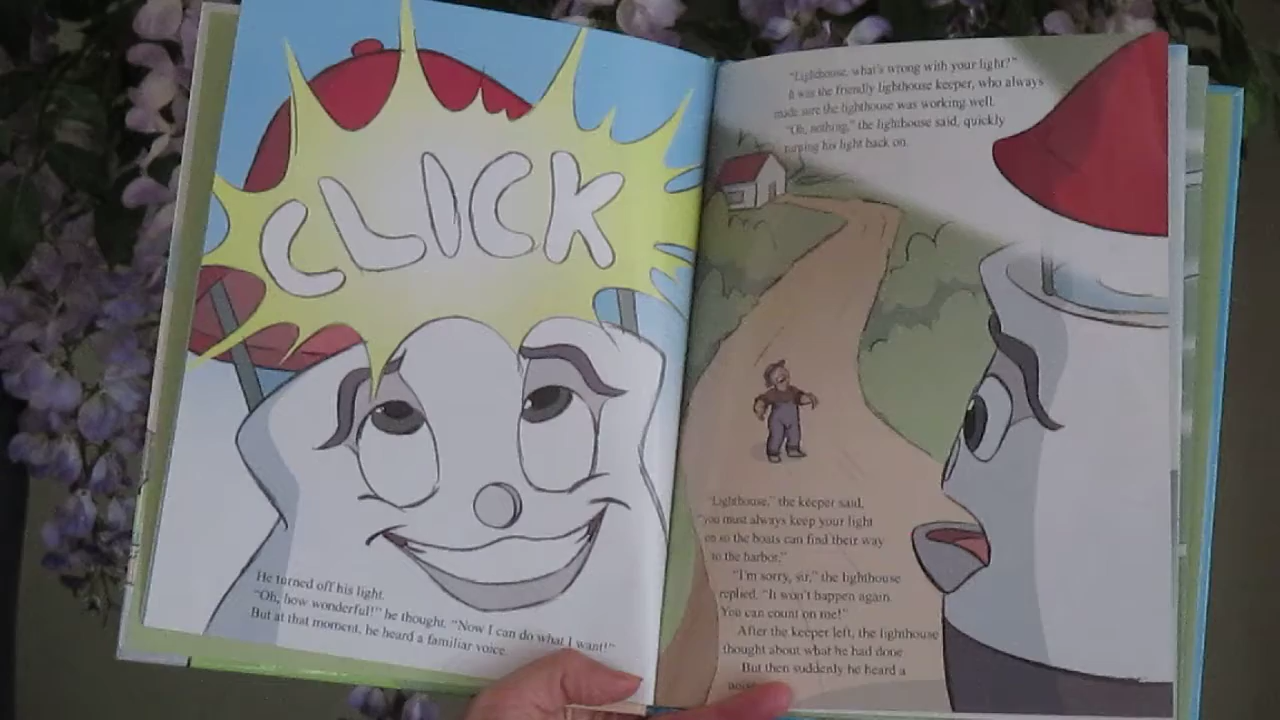 CLICK
He turned off his light.
"Oh, how wonderful!" he thought. "Now I can do what I want!"
But at that moment, he heard a familiar voice.
"Lighthouse, what's wrong with your light?"
It was the friendly lighthouse keeper, who always
made sure the lighthouse was working well.
"Oh, nothing," the lighthouse said, quickly
turning his light back on.
"Lighthouse," the keeper said,
"you must always keep your light
on so the boats can find their way
to the harbor."
"I'm sorry, sir," the lighthouse
replied. "It won't happen again.
You can count on me!"
After the keeper left, the lighthouse
thought about what he had done.
But then suddenly he heard a